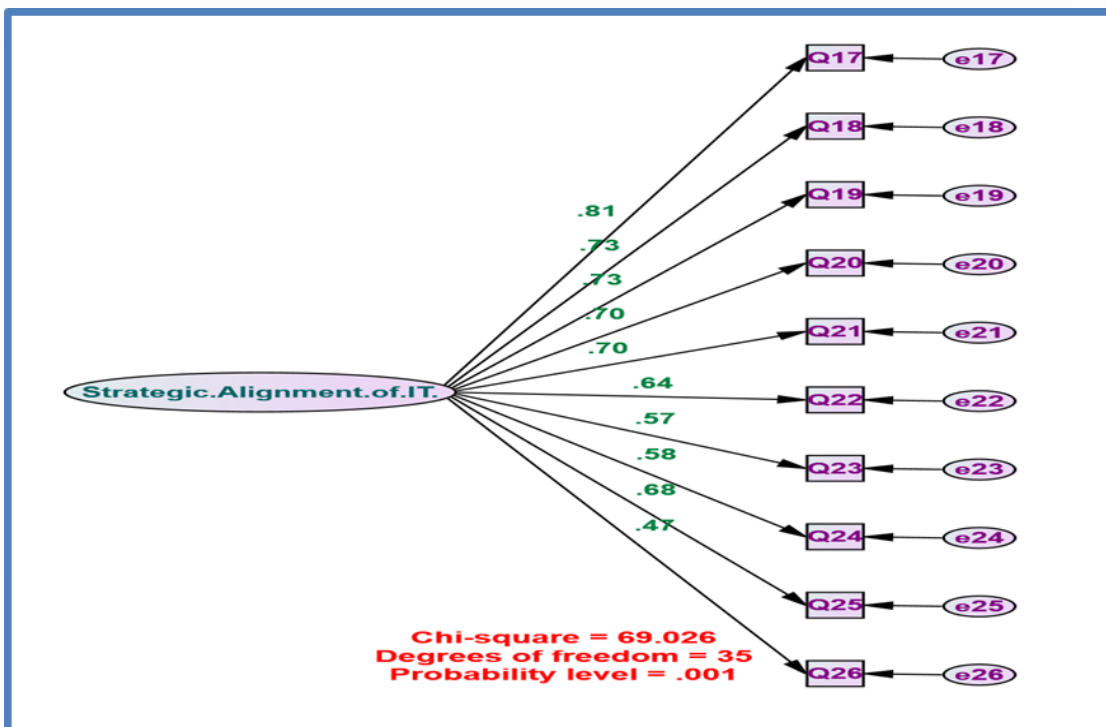 Q17 e17
Q18 e18
Q19 e19
.81
.73
Q20 e20
.73
.70
Q21 e21
.70
.64
Strategic.Alignment.of.IT.
Q22 e22
.57
.58
Q23 e23
.68
.47
Q24 e24
Q25 e25
Chi-square = 69.026
Degrees of freedom = 35
Probability level = .001
Q26 e26